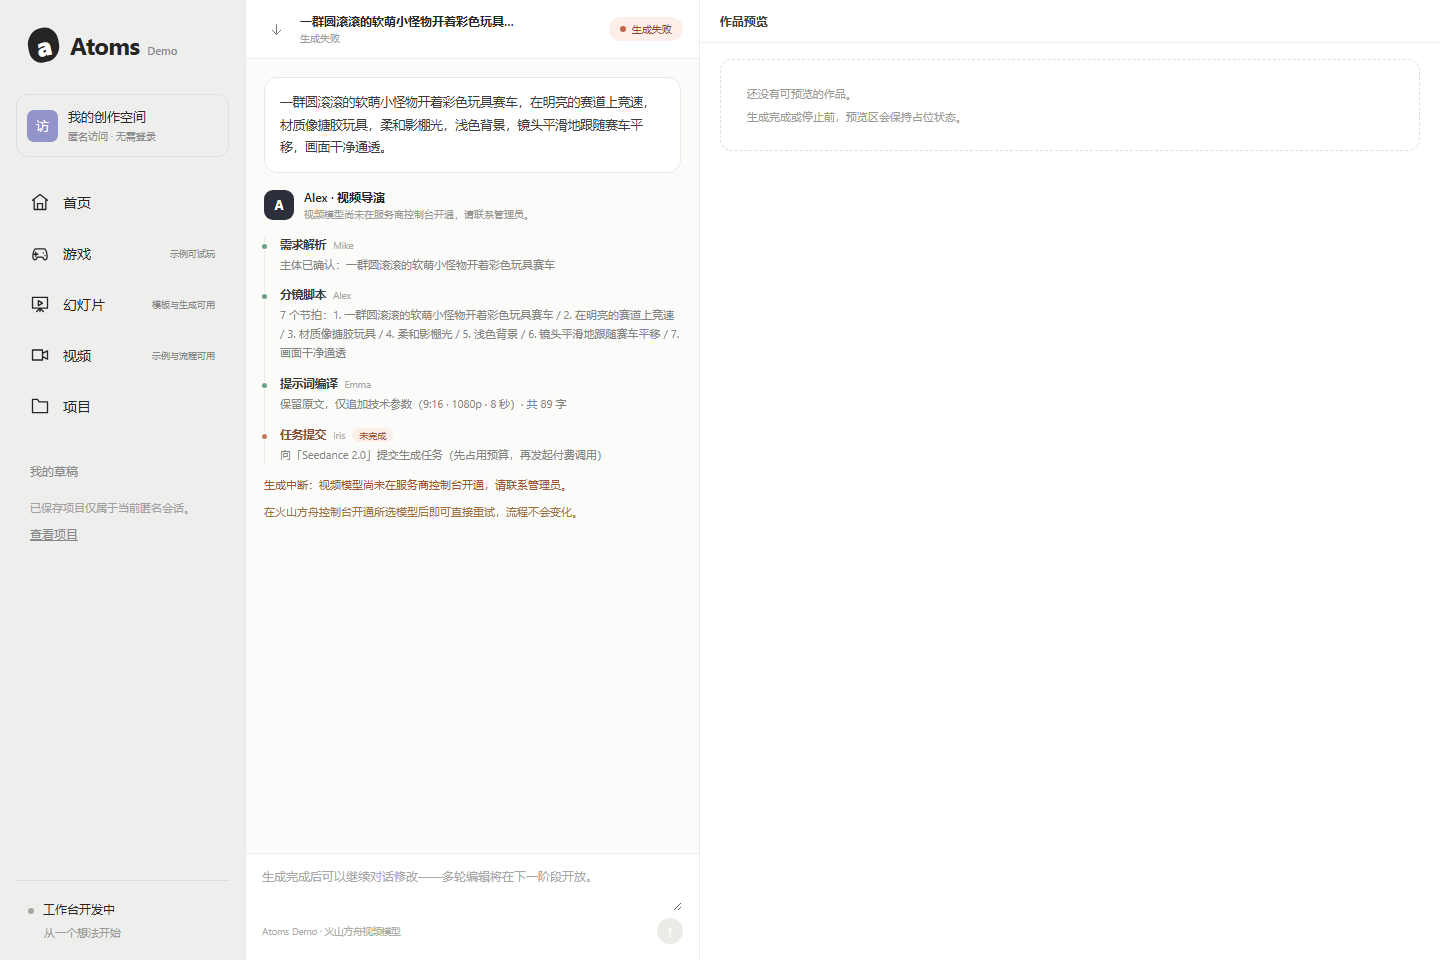 a Atoms Demo
访
我的创作空间
匿名访问 · 无需登录
首页
游戏 示例可试玩
幻灯片 模板与生成可用
视频 示例与流程可用
项目
我的草稿
已保存项目仅属于当前匿名会话。
查看项目
工作台开发中
从一个想法开始
一群圆滚滚的软萌小怪物开着彩色玩具...
生成失败
生成失败
一群圆滚滚的软萌小怪物开着彩色玩具赛车，在明亮的赛道上竞速，
材质像搪胶玩具，柔和影棚光，浅色背景，镜头平滑地跟随赛车平
移，画面干净通透。
A
Alex · 视频导演
视频模型尚未在服务商控制台开通，请联系管理员。
需求解析 Mike
主体已确认：一群圆滚滚的软萌小怪物开着彩色玩具赛车
分镜脚本 Alex
7 个节拍：1. 一群圆滚滚的软萌小怪物开着彩色玩具赛车 / 2. 在明亮的赛道上竞速
/ 3. 材质像搪胶玩具 / 4. 柔和影棚光 / 5. 浅色背景 / 6. 镜头平滑地跟随赛车平移 / 7.
画面干净通透
提示词编译 Emma
保留原文，仅追加技术参数（9:16 · 1080p · 8 秒）· 共 89 字
任务提交 Iris 未完成
向「Seedance 2.0」提交生成任务（先占用预算，再发起付费调用）
生成中断：视频模型尚未在服务商控制台开通，请联系管理员。
在火山方舟控制台开通所选模型后即可直接重试，流程不会变化。
生成完成后可以继续对话修改——多轮编辑将在下一阶段开放。
Atoms Demo · 火山方舟视频模型
作品预览
还没有可预览的作品。
生成完成或停止前，预览区会保持占位状态。